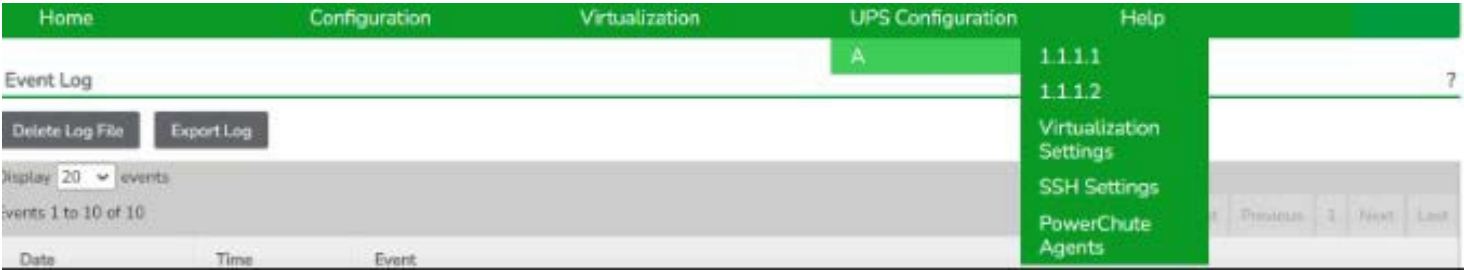 Home Configuration Virtualization UPS Configuration Help
A 1.1.1.1
Event Log ?
1.1.1.2
Delete Log File Export Log
Virtualization
Settings
Display 20 events
SSH Settings
Events 1 to 10 of 10 Previous 1 Next Last
PowerChute
Agents
Date Time Event